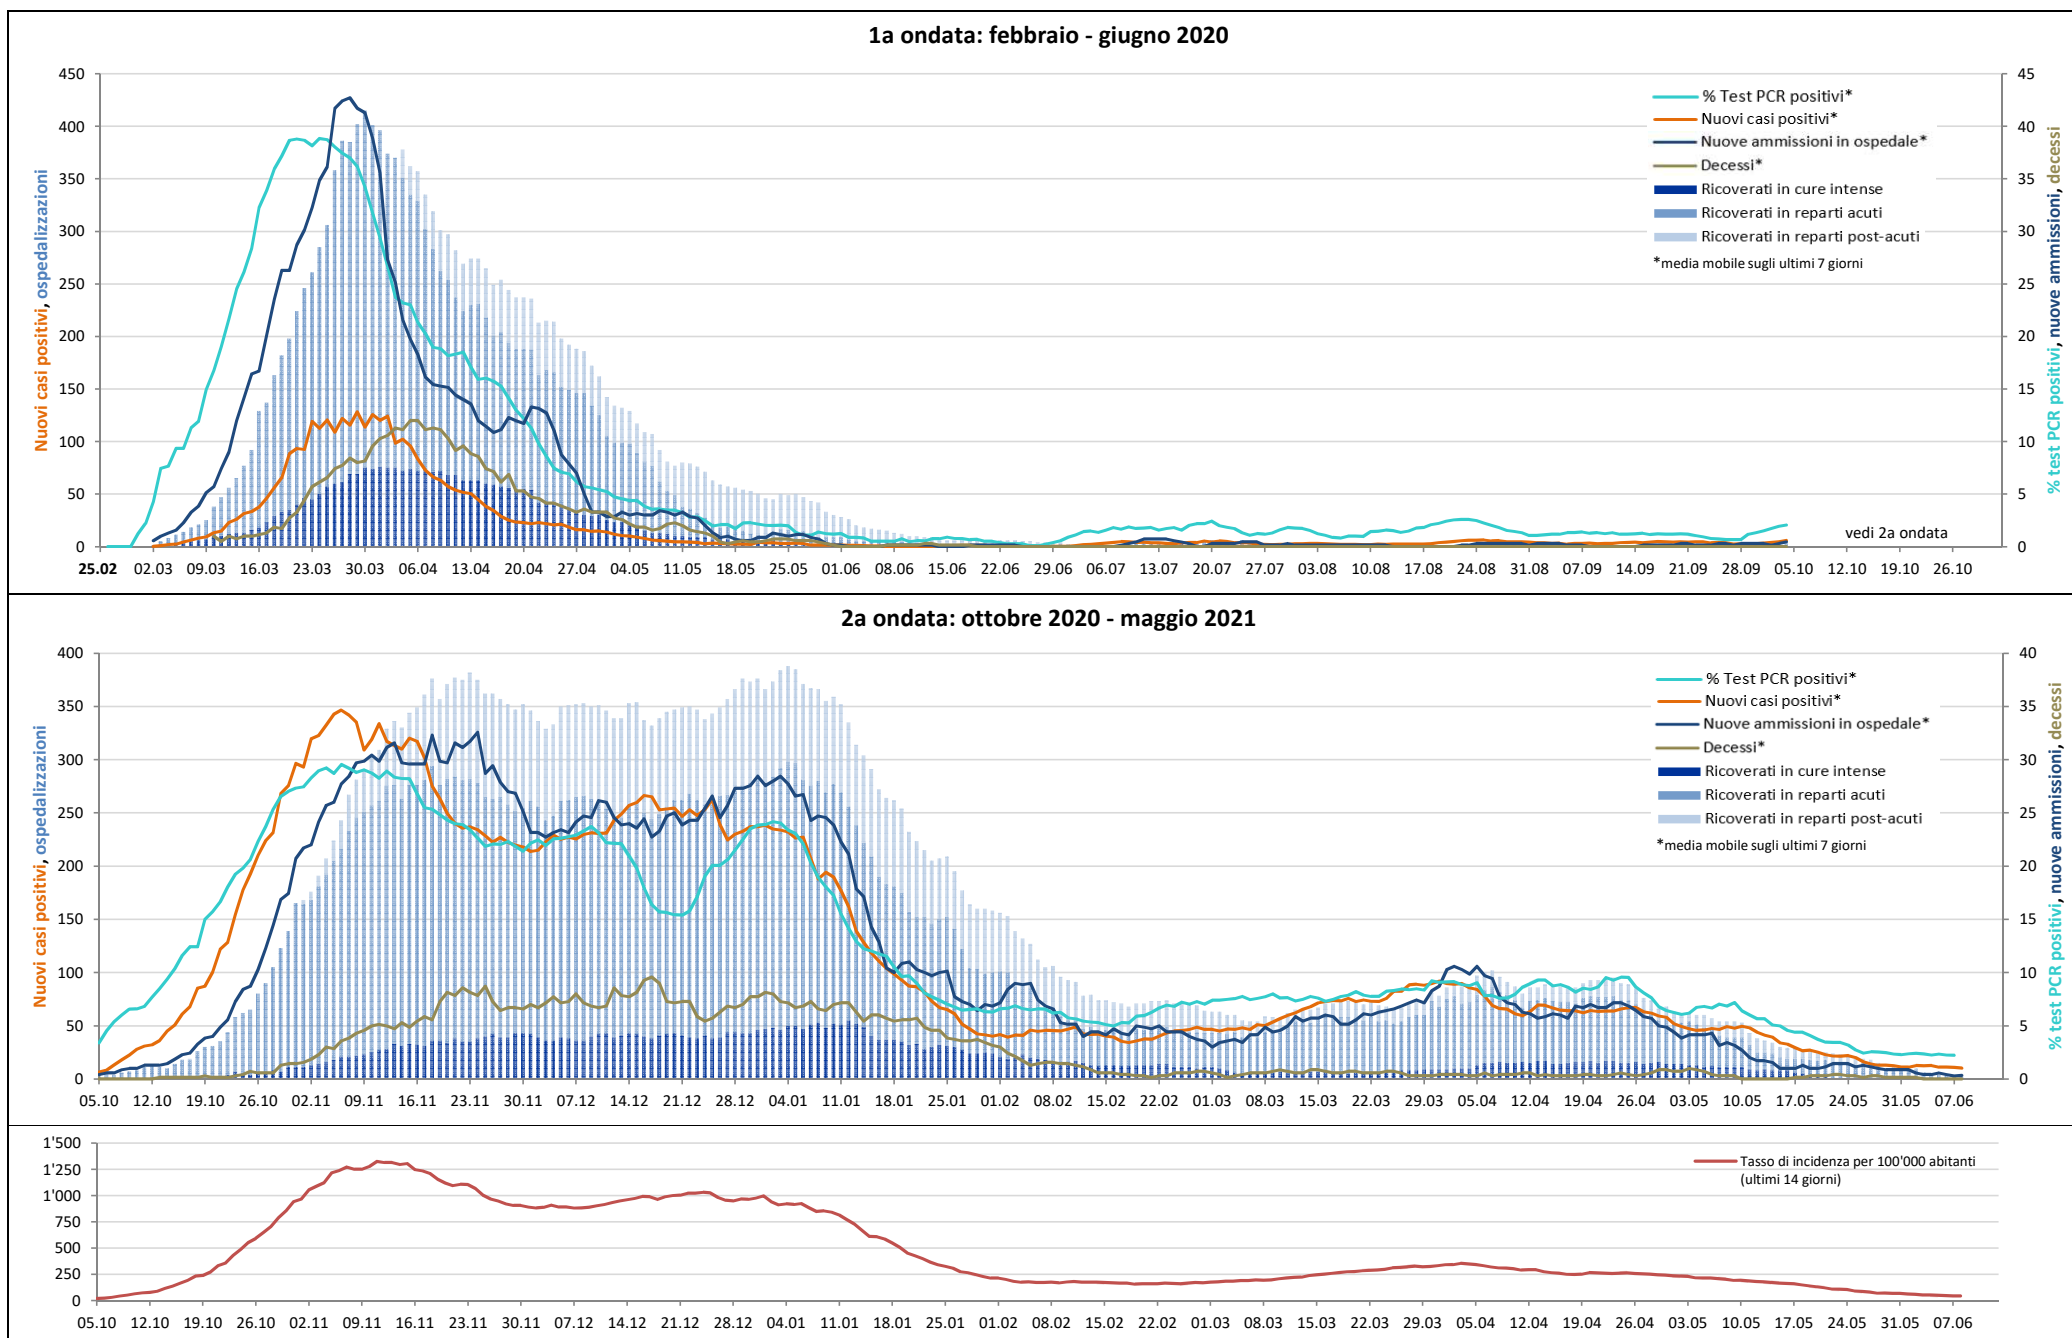 1a ondata: febbraio - giugno 2020
450
400
350
300
250
200
150
100
50
0
Nuovi casi positivi, ospedalizzazioni
45
40
35
30
25
20
15
10
5
0
% test PCR positivi, nuove ammissioni, decessi
% Test PCR positivi*
Nuovi casi positivi*
Nuove ammissioni in ospedale*
Decessi*
Ricoverati in cure intense
Ricoverati in reparti acuti
Ricoverati in reparti post-acuti
*media mobile sugli ultimi 7 giorni
vedi 2a ondata
25.02 02.03 09.03 16.03 23.03 30.03 06.04 13.04 20.04 27.04 04.05 11.05 18.05 25.05 01.06 08.06 15.06 22.06 29.06 06.07 13.07 20.07 27.07 03.08 10.08 17.08 24.08 31.08 07.09 14.09 21.09 28.09 05.10 12.10 19.10 26.10
2a ondata: ottobre 2020 - maggio 2021
400
350
300
250
200
150
100
50
0
Nuovi casi positivi, ospedalizzazioni
40
35
30
25
20
15
10
5
0
% test PCR positivi, nuove ammissioni, decessi
% Test PCR positivi*
Nuovi casi positivi*
Nuove ammissioni in ospedale*
Decessi*
Ricoverati in cure intense
Ricoverati in reparti acuti
Ricoverati in reparti post-acuti
*media mobile sugli ultimi 7 giorni
05.10 12.10 19.10 26.10 02.11 09.11 16.11 23.11 30.11 07.12 14.12 21.12 28.12 04.01 11.01 18.01 25.01 01.02 08.02 15.02 22.02 01.03 08.03 15.03 22.03 29.03 05.04 12.04 19.04 26.04 03.05 10.05 17.05 24.05 31.05 07.06
1'500
1'250
1'000
750
500
250
0
Tasso di incidenza per 100'000 abitanti
(ultimi 14 giorni)
05.10 12.10 19.10 26.10 02.11 09.11 16.11 23.11 30.11 07.12 14.12 21.12 28.12 04.01 11.01 18.01 25.01 01.02 08.02 15.02 22.02 01.03 08.03 15.03 22.03 29.03 05.04 12.04 19.04 26.04 03.05 10.05 17.05 24.05 31.05 07.06